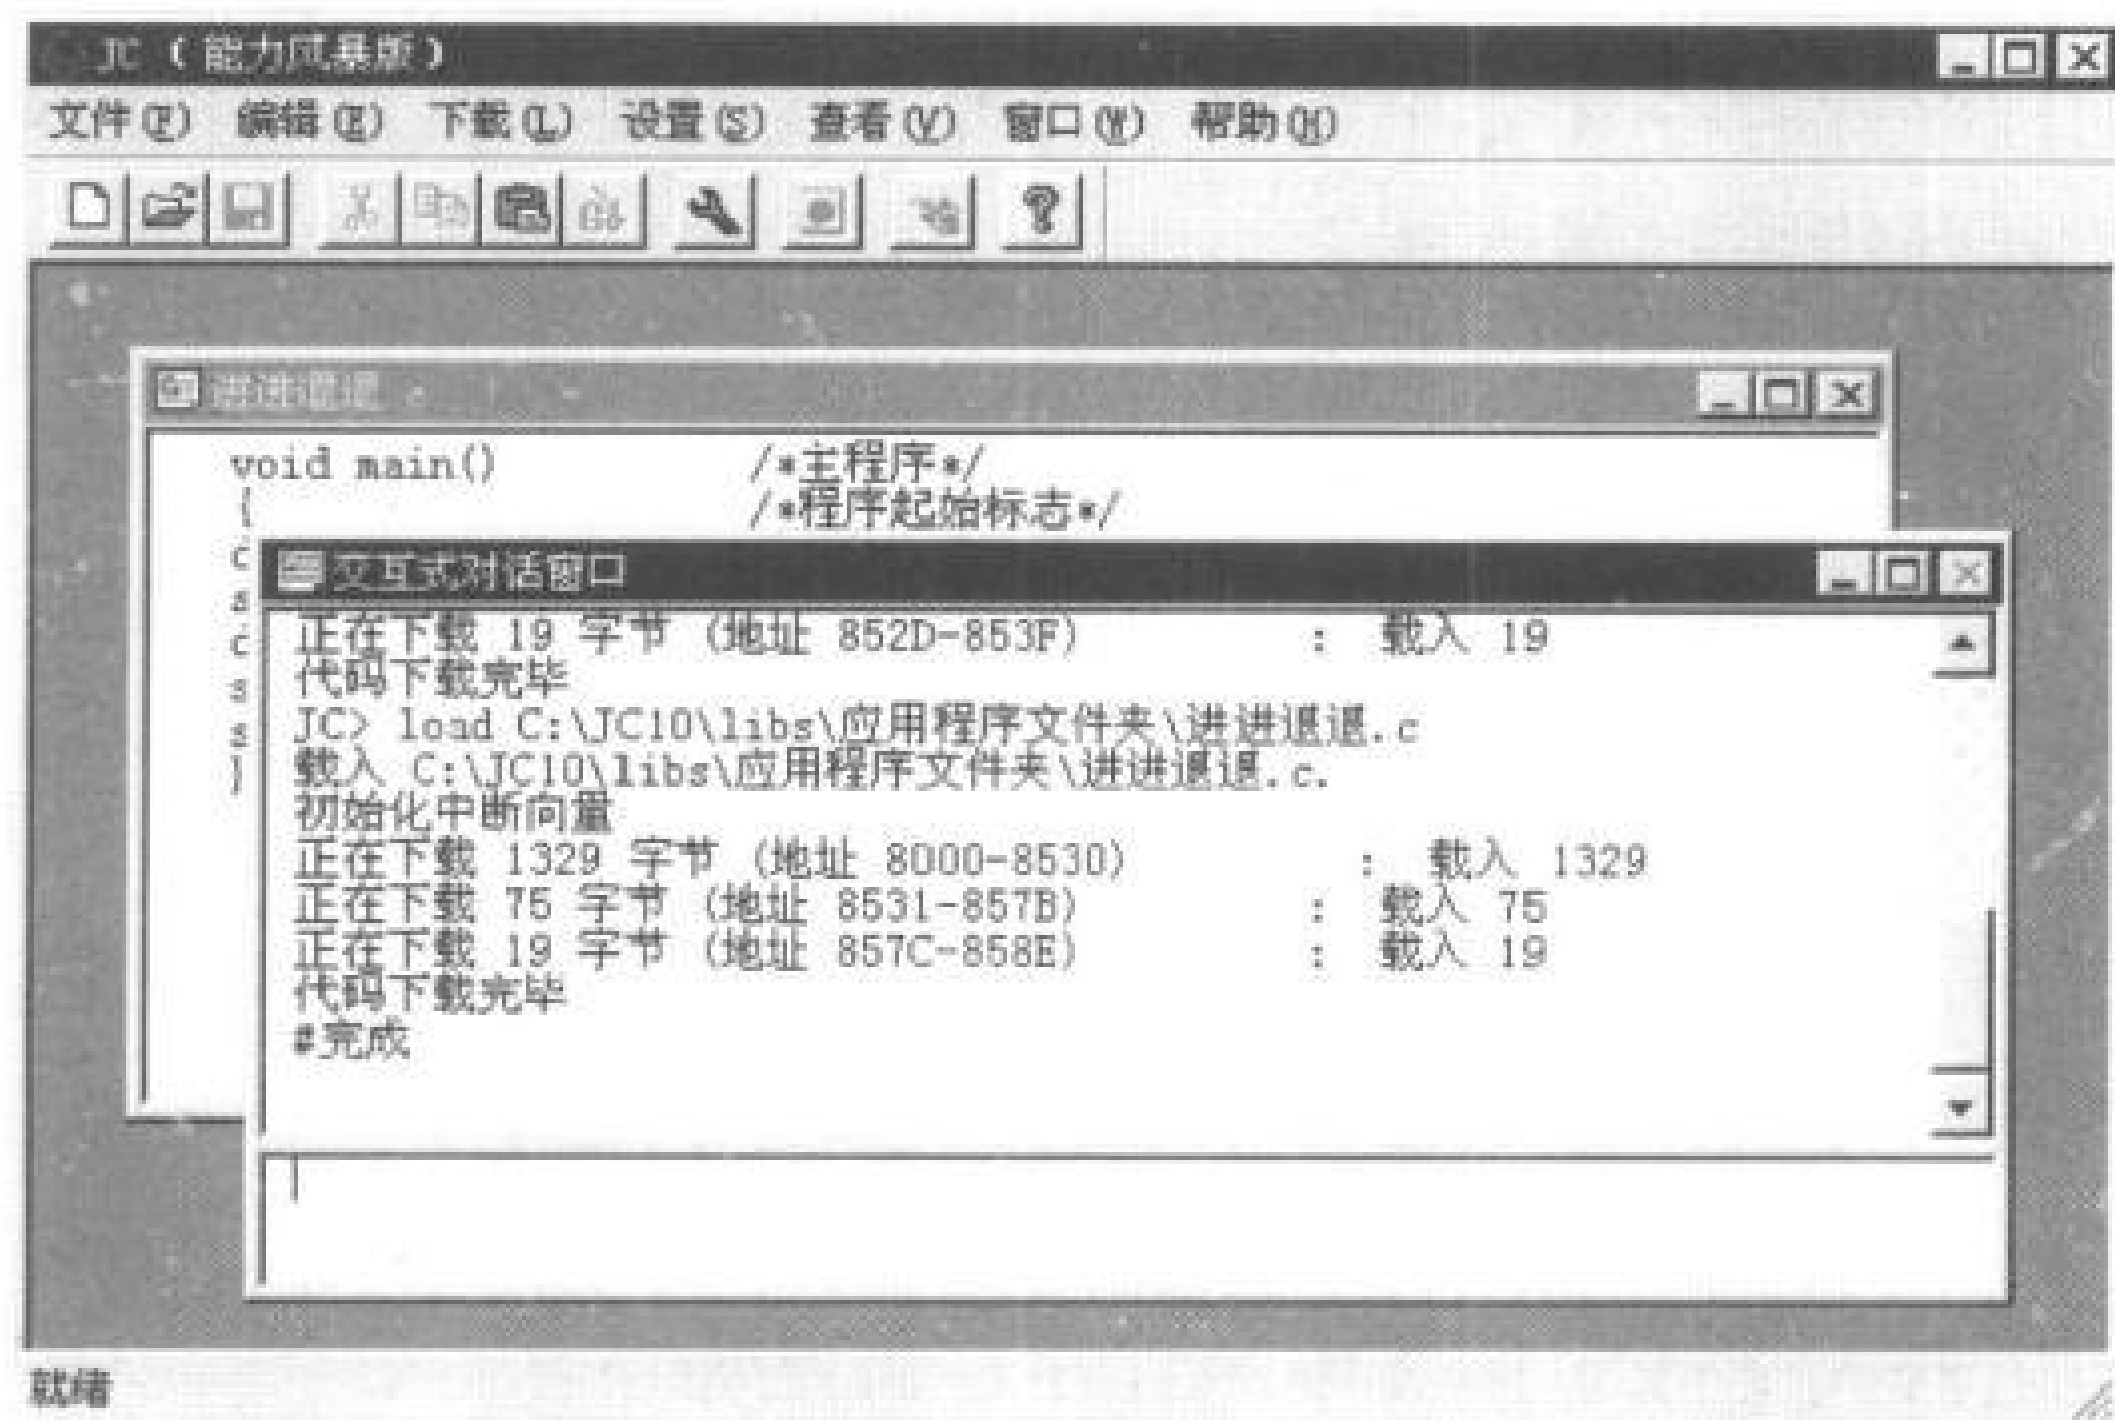 JC (能力风暴版)
文件(F) 编辑(E) 下载(L) 设置(S) 查看(V) 窗口(W) 帮助(H)
进进退退
void main() /*主程序*/
{ /*程序起始标志*/
交互式对话窗口
正在下载 19 字节 (地址 852D-853F) : 载入 19
代码下载完毕
JC> load C:\JC10\libs\应用程序文件夹\进进退退.c
载入 C:\JC10\libs\应用程序文件夹\进进退退.c.
初始化中断向量
正在下载 1329 字节 (地址 8000-8530) : 载入 1329
正在下载 75 字节 (地址 8531-857B) : 载入 75
正在下载 19 字节 (地址 857C-858E) : 载入 19
代码下载完毕
#完成
就绪